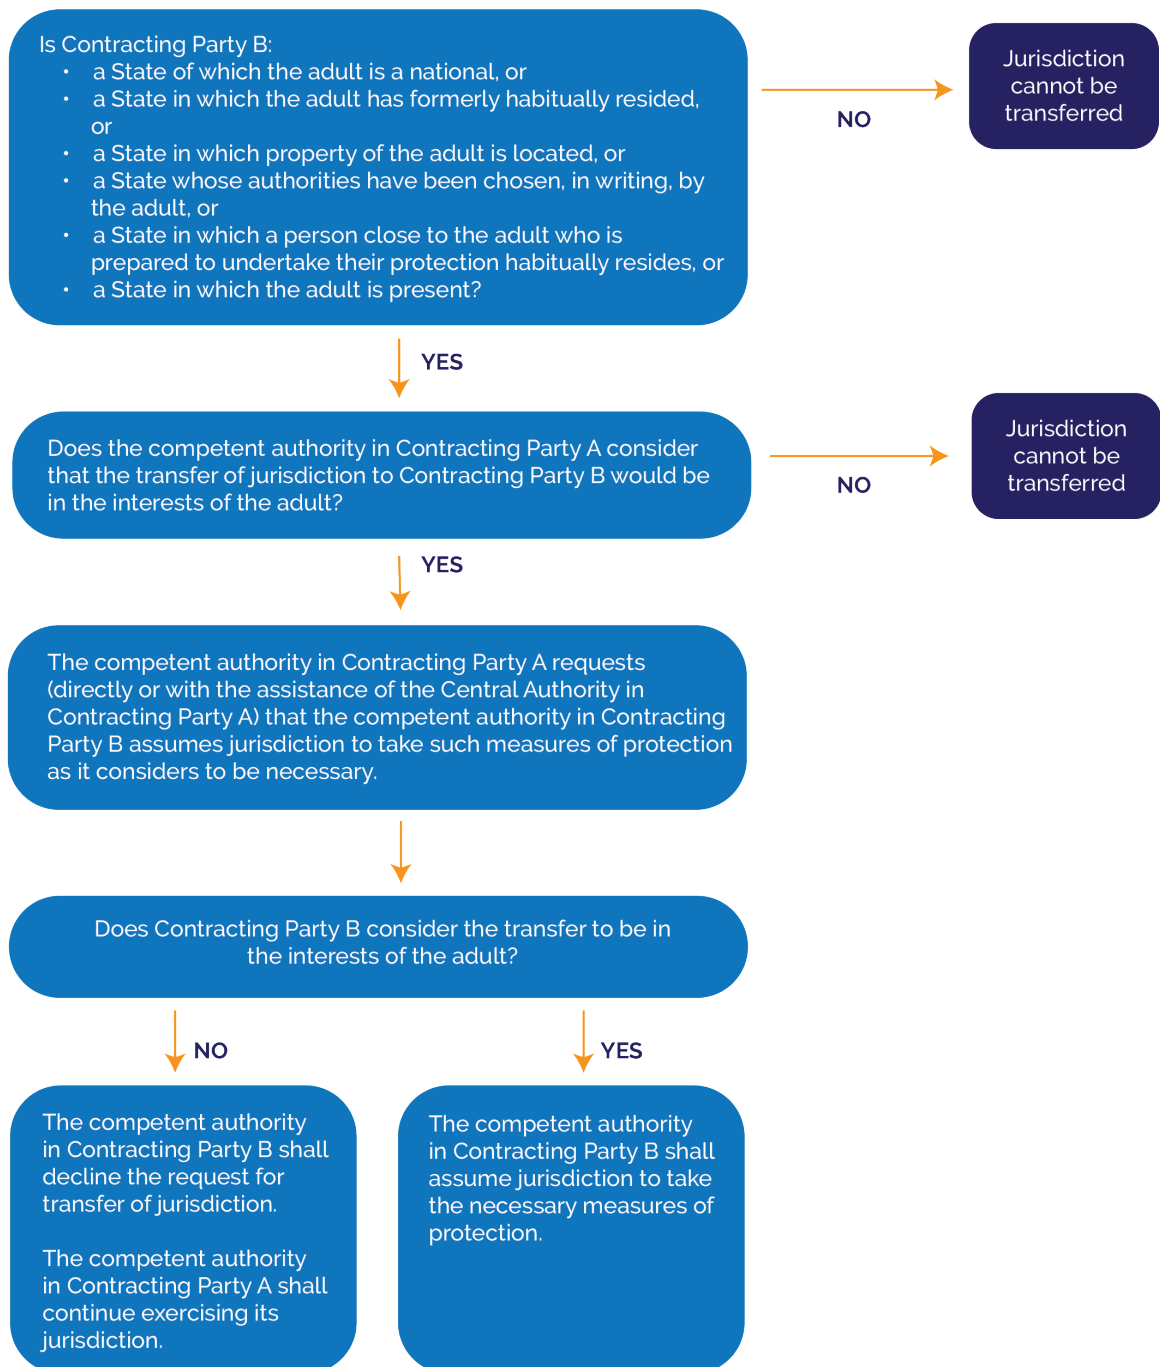 Is Contracting Party B:
• a State of which the adult is a national, or
• a State in which the adult has formerly habitually resided,
or
• a State in which property of the adult is located, or
• a State whose authorities have been chosen, in writing, by
the adult, or
• a State in which a person close to the adult who is
prepared to undertake their protection habitually resides, or
• a State in which the adult is present?
NO
Jurisdiction
cannot be
transferred
YES
Does the competent authority in Contracting Party A consider
that the transfer of jurisdiction to Contracting Party B would be
in the interests of the adult?
NO
Jurisdiction
cannot be
transferred
YES
The competent authority in Contracting Party A requests
(directly or with the assistance of the Central Authority in
Contracting Party A) that the competent authority in Contracting
Party B assumes jurisdiction to take such measures of protection
as it considers to be necessary.
Does Contracting Party B consider the transfer to be in
the interests of the adult?
NO
The competent authority
in Contracting Party B shall
decline the request for
transfer of jurisdiction.
The competent authority
in Contracting Party A shall
continue exercising its
jurisdiction.
YES
The competent authority
in Contracting Party B shall
assume jurisdiction to take
the necessary measures of
protection.